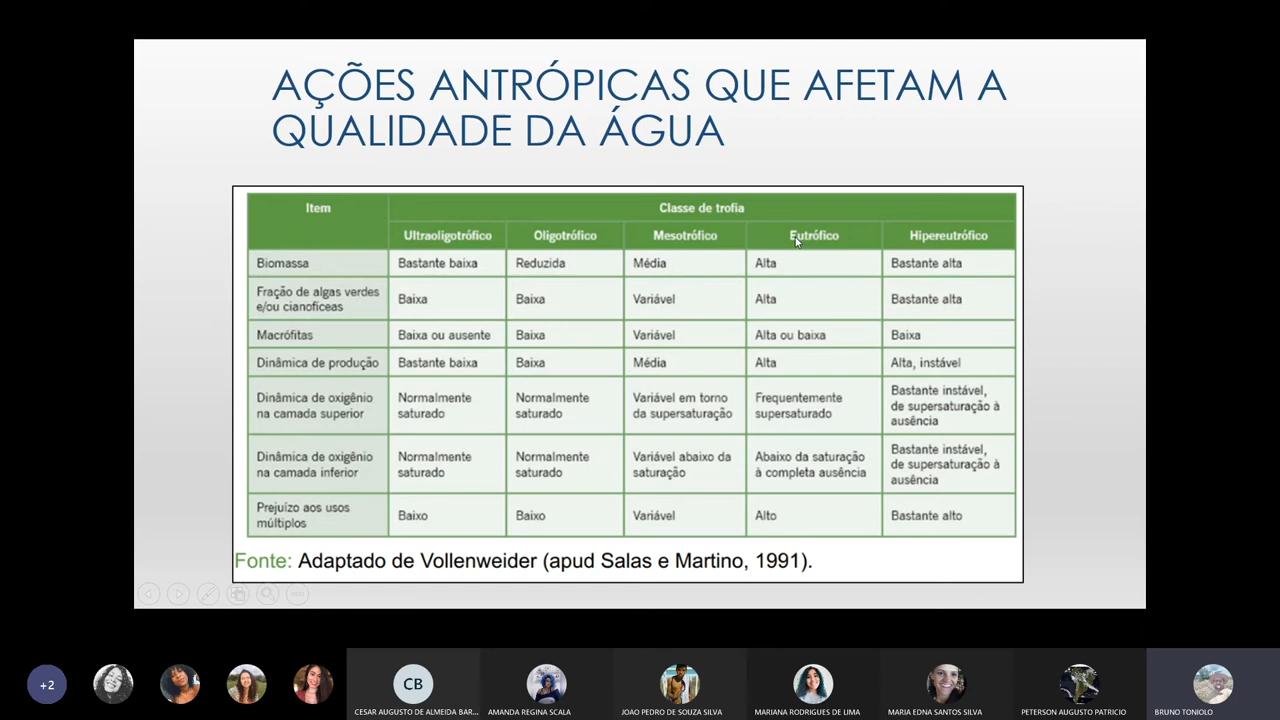 AÇÕES ANTRÓPICAS QUE AFETAM A
QUALIDADE DA ÁGUA
Item
Classe de trofia
Ultraoligotrófico Oligotrófico Mesotrófico Eutrófico Hipereutrófico
Biomassa Bastante baixa Reduzida Média Alta Bastante alta
Fração de algas verdes
e/ou cianofíceas
Baixa Baixa Variável Alta Bastante alta
Macrófitas Baixa ou ausente Baixa Variável Alta ou baixa Baixa
Dinâmica de produção Bastante baixa Baixa Média Alta Alta, instável
Dinâmica de oxigênio
na camada superior
Normalmente
saturado
Normalmente
saturado
Variável em torno
da supersaturação
Frequentemente
supersaturado
Bastante instável,
de supersaturação à
ausência
Dinâmica de oxigênio
na camada inferior
Normalmente
saturado
Normalmente
saturado
Variável abaixo da
saturação
Abaixo da saturação
à completa ausência
Bastante instável,
de supersaturação à
ausência
Prejuízo aos usos
múltiplos
Baixo Baixo Variável Alto Bastante alto
Fonte: Adaptado de Vollenweider (apud Salas e Martino, 1991).
+2
CB
CESAR AUGUSTO DE ALMEIDA BAR...
AMANDA REGINA SCALA
JOAO PEDRO DE SOUZA SILVA
MARIANA RODRIGUES DE LIMA
MARIA EDNA SANTOS SILVA
PETERSON AUGUSTO PATRICIO
BRUNO TONIOLO